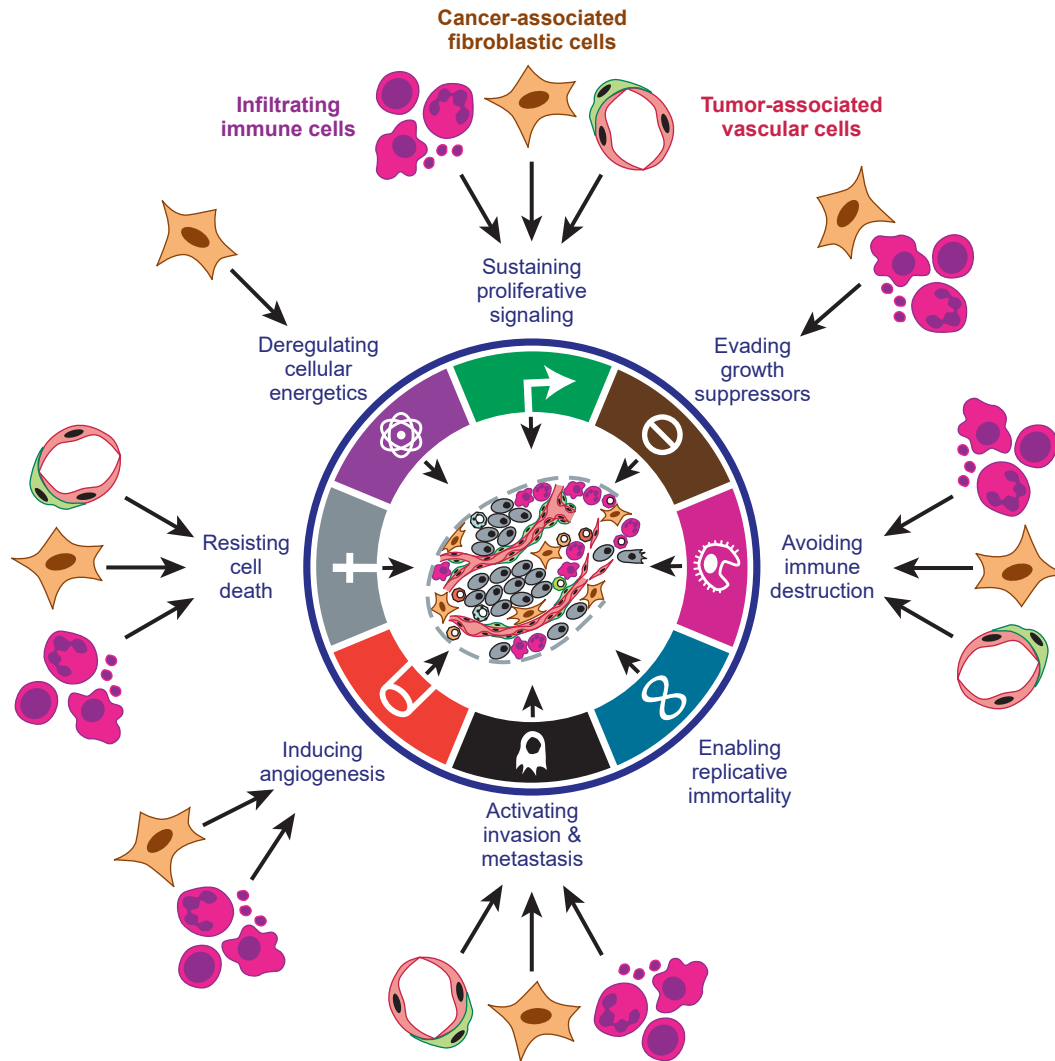 Cancer-associated
fibroblastic cells
Infiltrating
immune cells
Tumor-associated
vascular cells
Sustaining
proliferative
signaling
Deregulating
cellular
energetics
Evading
growth
suppressors
Resisting
cell
death
Avoiding
immune
destruction
Inducing
angiogenesis
Enabling
replicative
immortality
Activating
invasion &
metastasis